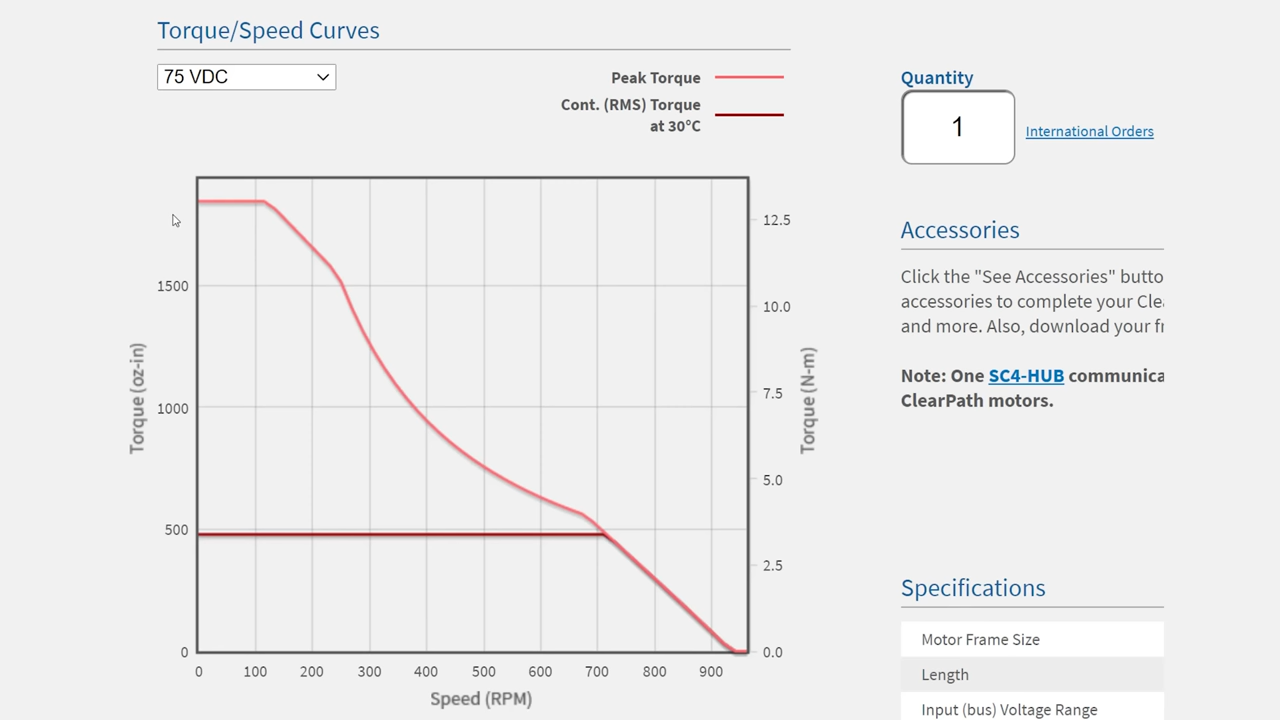 Torque/Speed Curves
75 VDC
Peak Torque
Cont. (RMS) Torque
at 30°C
Torque (oz-in)
1500
1000
500
0
12.5
10.0
7.5
5.0
2.5
0.0
Torque (N-m)
0 100 200 300 400 500 600 700 800 900
Speed (RPM)
Quantity
1
International Orders
Accessories
Click the "See Accessories" butto
accessories to complete your Cle
and more. Also, download your fr
Note: One SC4-HUB communica
ClearPath motors.
Specifications
Motor Frame Size
Length
Input (bus) Voltage Range